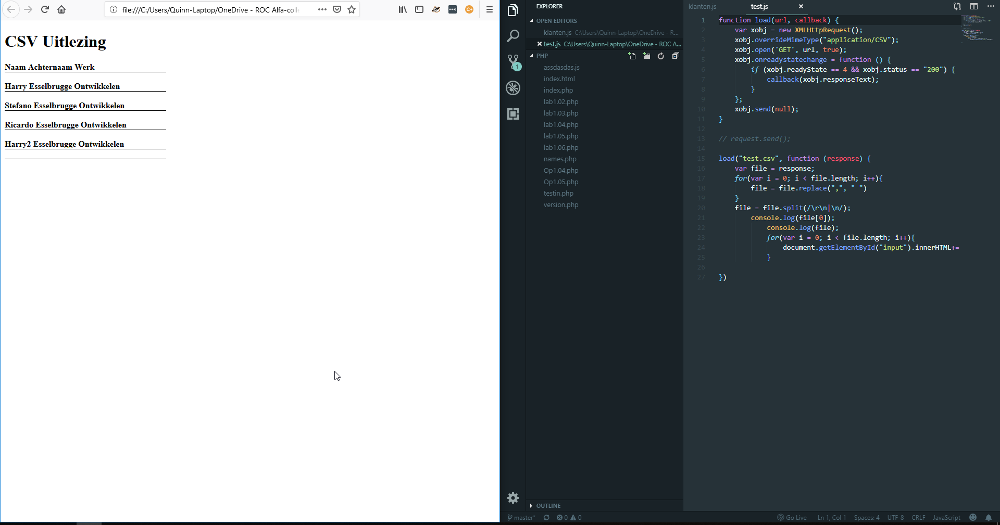 file:///C:/Users/Quinn-Laptop/OneDrive - ROC Alfa-colle
CSV Uitlezing
Naam Achternaam Werk
Harry Esselbrugge Ontwikkelen
Stefano Esselbrugge Ontwikkelen
Ricardo Esselbrugge Ontwikkelen
Harry2 Esselbrugge Ontwikkelen
EXPLORER
OPEN EDITORS
klanten.js C:\Users\Quinn-Laptop\OneDrive - R...
test.js C:\Users\Quinn-Laptop\OneDrive - ROC A...
PHP
1
assdasdas.js
index.html
index.php
lab1.02.php
lab1.03.php
lab1.04.php
lab1.05.php
lab1.06.php
names.php
Op1.04.php
Op1.05.php
testin.php
version.php
OUTLINE
klanten.js
test.js
1 function load(url, callback) {
2 var xobj = new XMLHttpRequest();
3 xobj.overrideMimeType("application/CSV");
4 xobj.open('GET', url, true);
5 xobj.onreadystatechange = function () {
6 if (xobj.readyState == 4 && xobj.status == "200") {
7 callback(xobj.responseText);
8 }
9 };
10 xobj.send(null);
11 }
12
13 // request.send();
14
15 load("test.csv", function (response) {
16 var file = response;
17 for(var i = 0; i < file.length; i++){
18 file = file.replace(",", " ")
19 }
20 file = file.split(/\r\n|\n/);
21 console.log(file[0]);
22 console.log(file);
23 for(var i = 0; i < file.length; i++){
24 document.getElementById("input").innerHTML+=
25 }
26
27 })
master* 0 0
Go Live Ln 1, Col 1 Spaces: 4 UTF-8 CRLF JavaScript